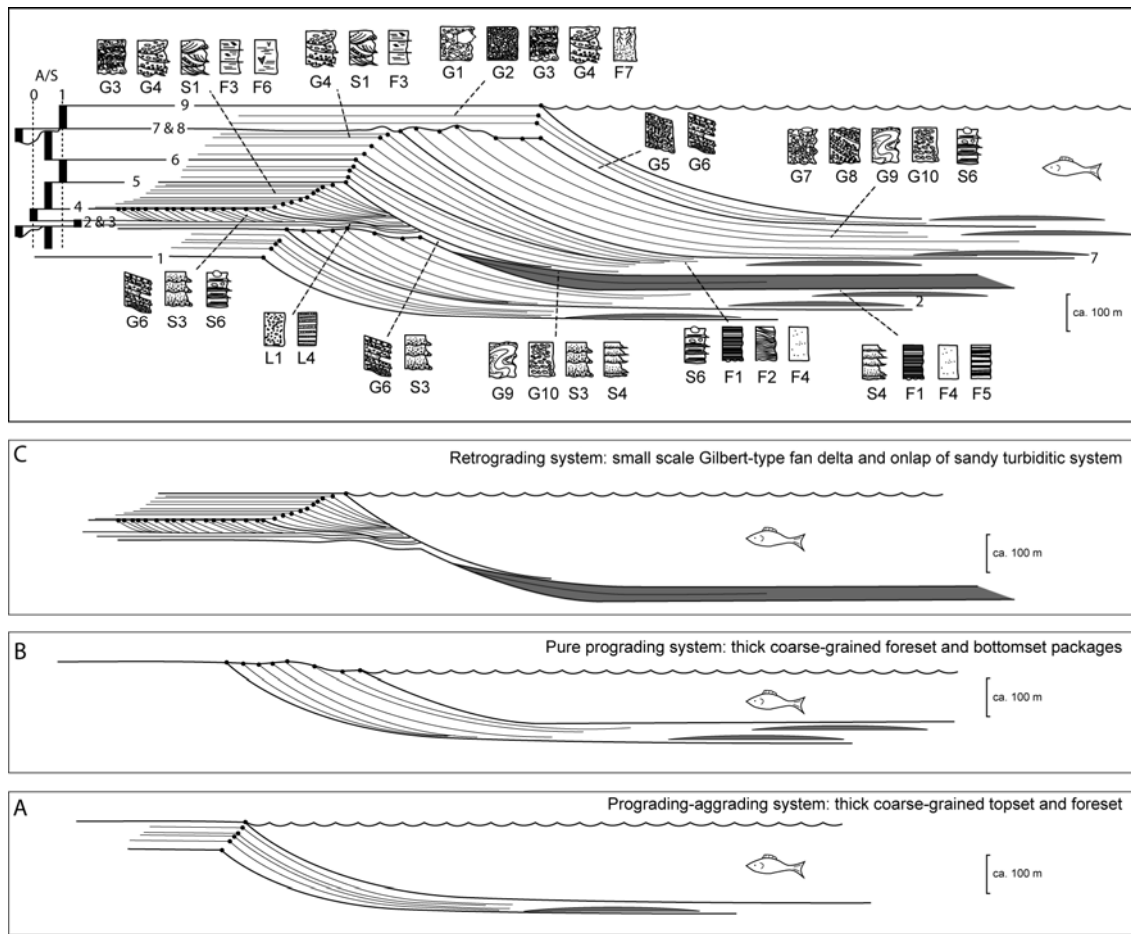 G3 G4 S1 F3 F6
G4 S1 F3
G1 G2 G3 G4 F7
A/S
0 1
9
7 & 8
6
5
4
2 & 3
1
G5 G6
G7 G8 G9 G10 S6
7
2
ca. 100 m
G6 S3 S6
L1 L4
G6 S3
G9 G10 S3 S4
S6 F1 F2 F4
S4 F1 F4 F5
C
Retrograding system: small scale Gilbert-type fan delta and onlap of sandy turbiditic system
ca. 100 m
B
Pure prograding system: thick coarse-grained foreset and bottomset packages
ca. 100 m
A
Prograding-aggrading system: thick coarse-grained topset and foreset
ca. 100 m